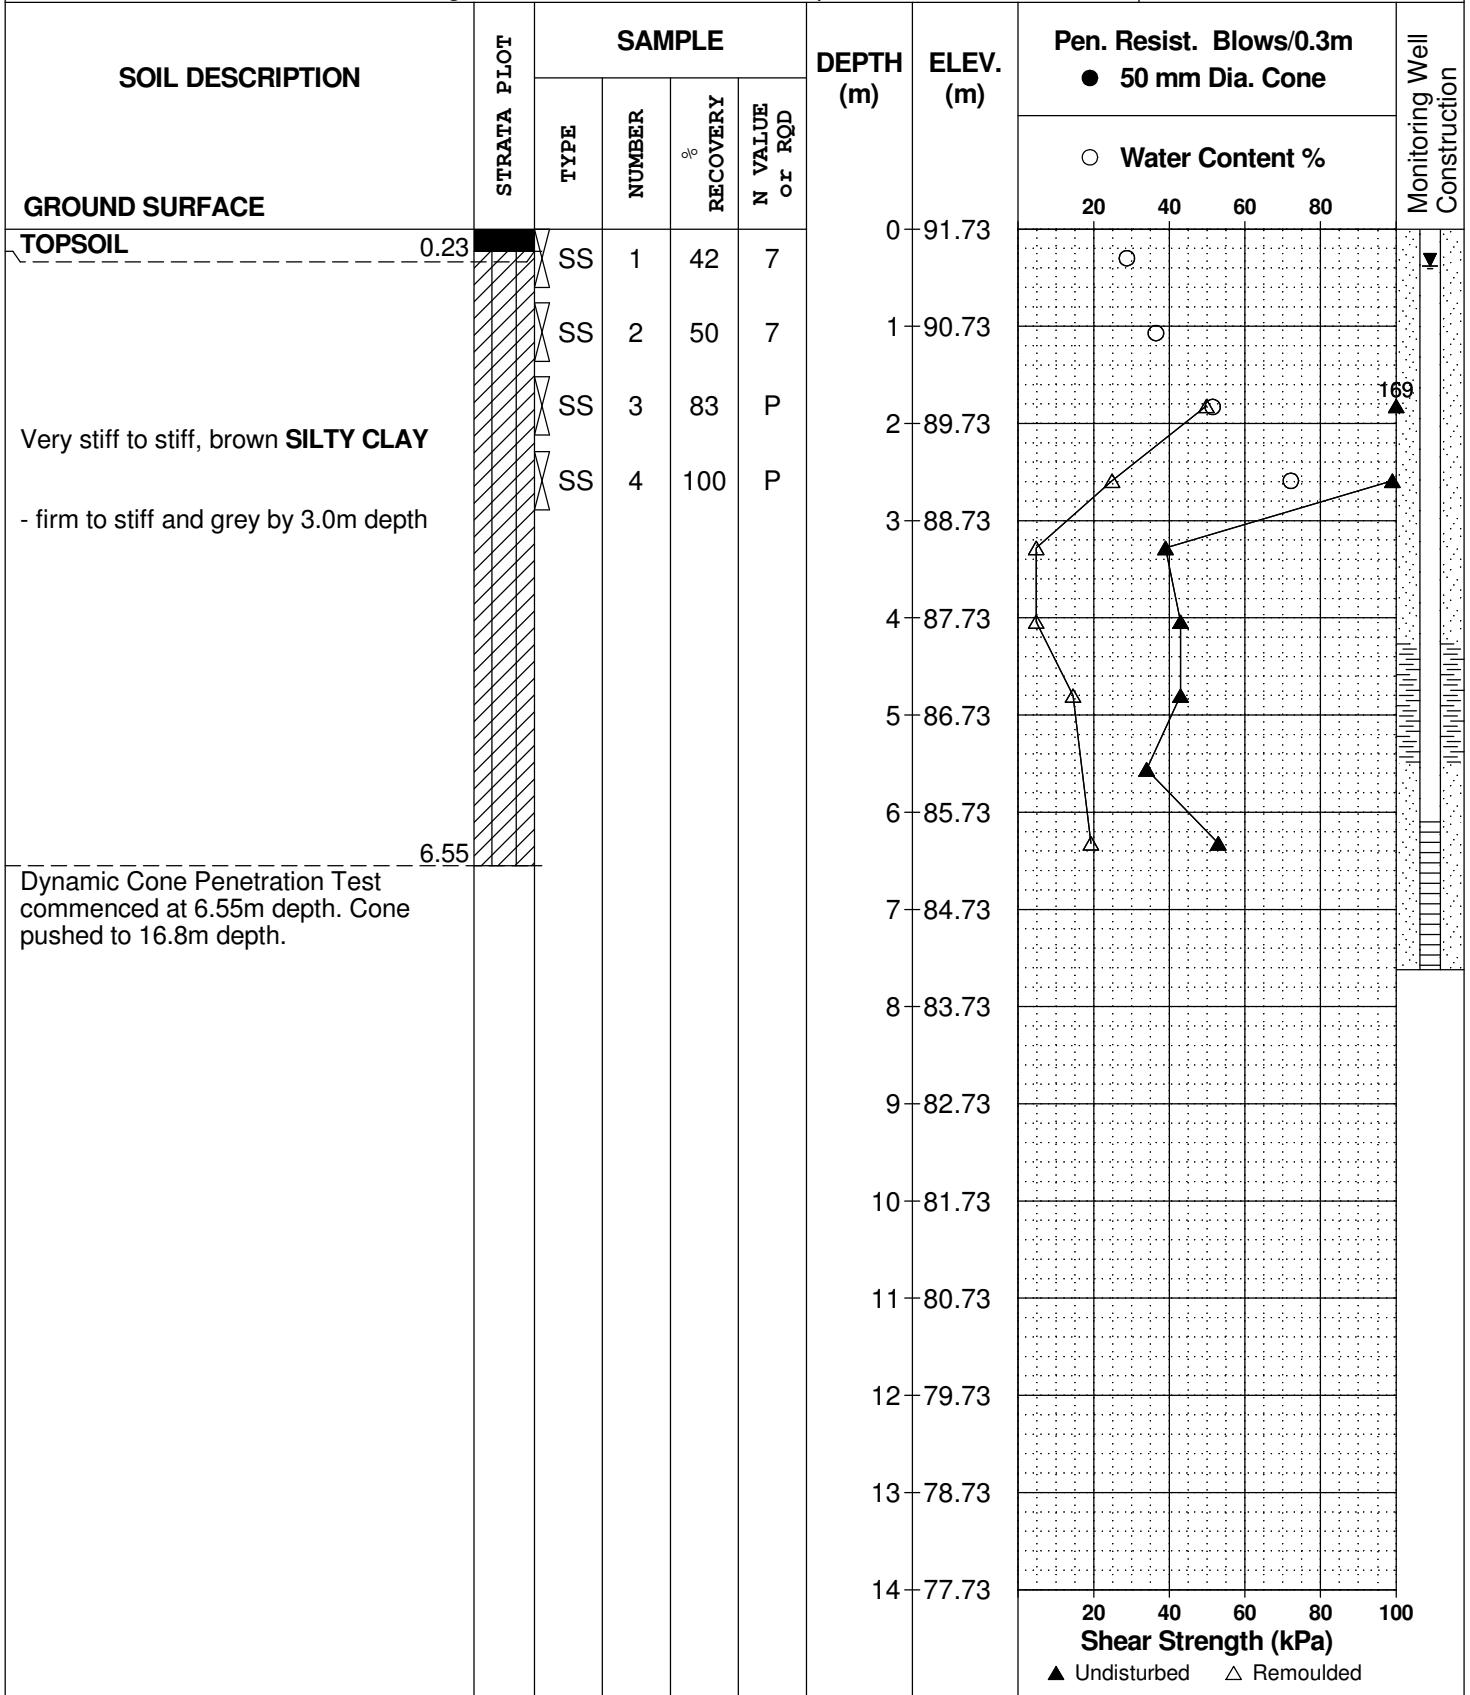 SOIL DESCRIPTION
GROUND SURFACE
STRATA PLOT
SAMPLE
TYPE
NUMBER
% RECOVERY
N VALUE or RQD
DEPTH (m)
ELEV. (m)
Pen. Resist. Blows/0.3m
● 50 mm Dia. Cone
○ Water Content %
20 40 60 80
Monitoring Well Construction
TOPSOIL 0.23
SS 1 42 7
SS 2 50 7
SS 3 83 P
SS 4 100 P
Very stiff to stiff, brown SILTY CLAY
- firm to stiff and grey by 3.0m depth
6.55
Dynamic Cone Penetration Test
commenced at 6.55m depth. Cone
pushed to 16.8m depth.
0 91.73
1 90.73
2 89.73
3 88.73
4 87.73
5 86.73
6 85.73
7 84.73
8 83.73
9 82.73
10 81.73
11 80.73
12 79.73
13 78.73
14 77.73
169
20 40 60 80 100
Shear Strength (kPa)
▲ Undisturbed △ Remoulded